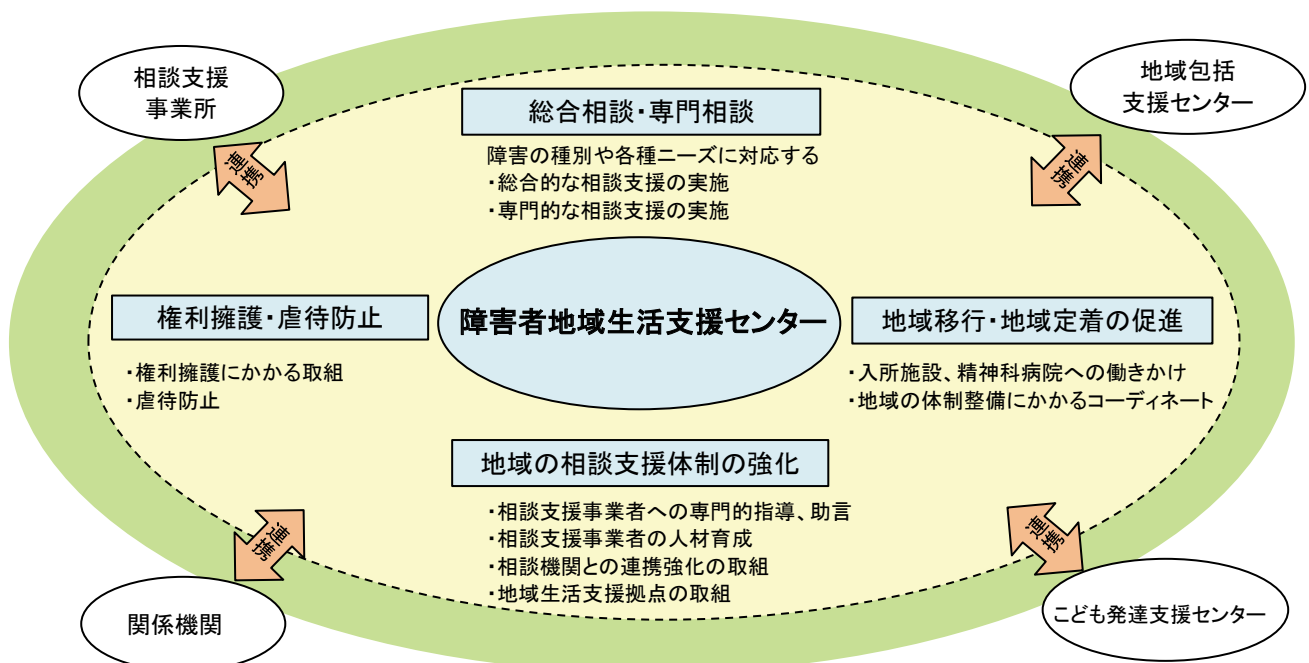 相談支援
事業所
地域包括
支援センター
総合相談・専門相談
障害の種別や各種ニーズに対応する
・総合的な相談支援の実施
・専門的な相談支援の実施
連携
連携
権利擁護・虐待防止
・権利擁護にかかる取組
・虐待防止
障害者地域生活支援センター
地域移行・地域定着の促進
・入所施設、精神科病院への働きかけ
・地域の体制整備にかかるコーディネート
地域の相談支援体制の強化
・相談支援事業者への専門的指導、助言
・相談支援事業者の人材育成
・相談機関との連携強化の取組
・地域生活支援拠点の取組
連携
連携
関係機関
こども発達支援センター